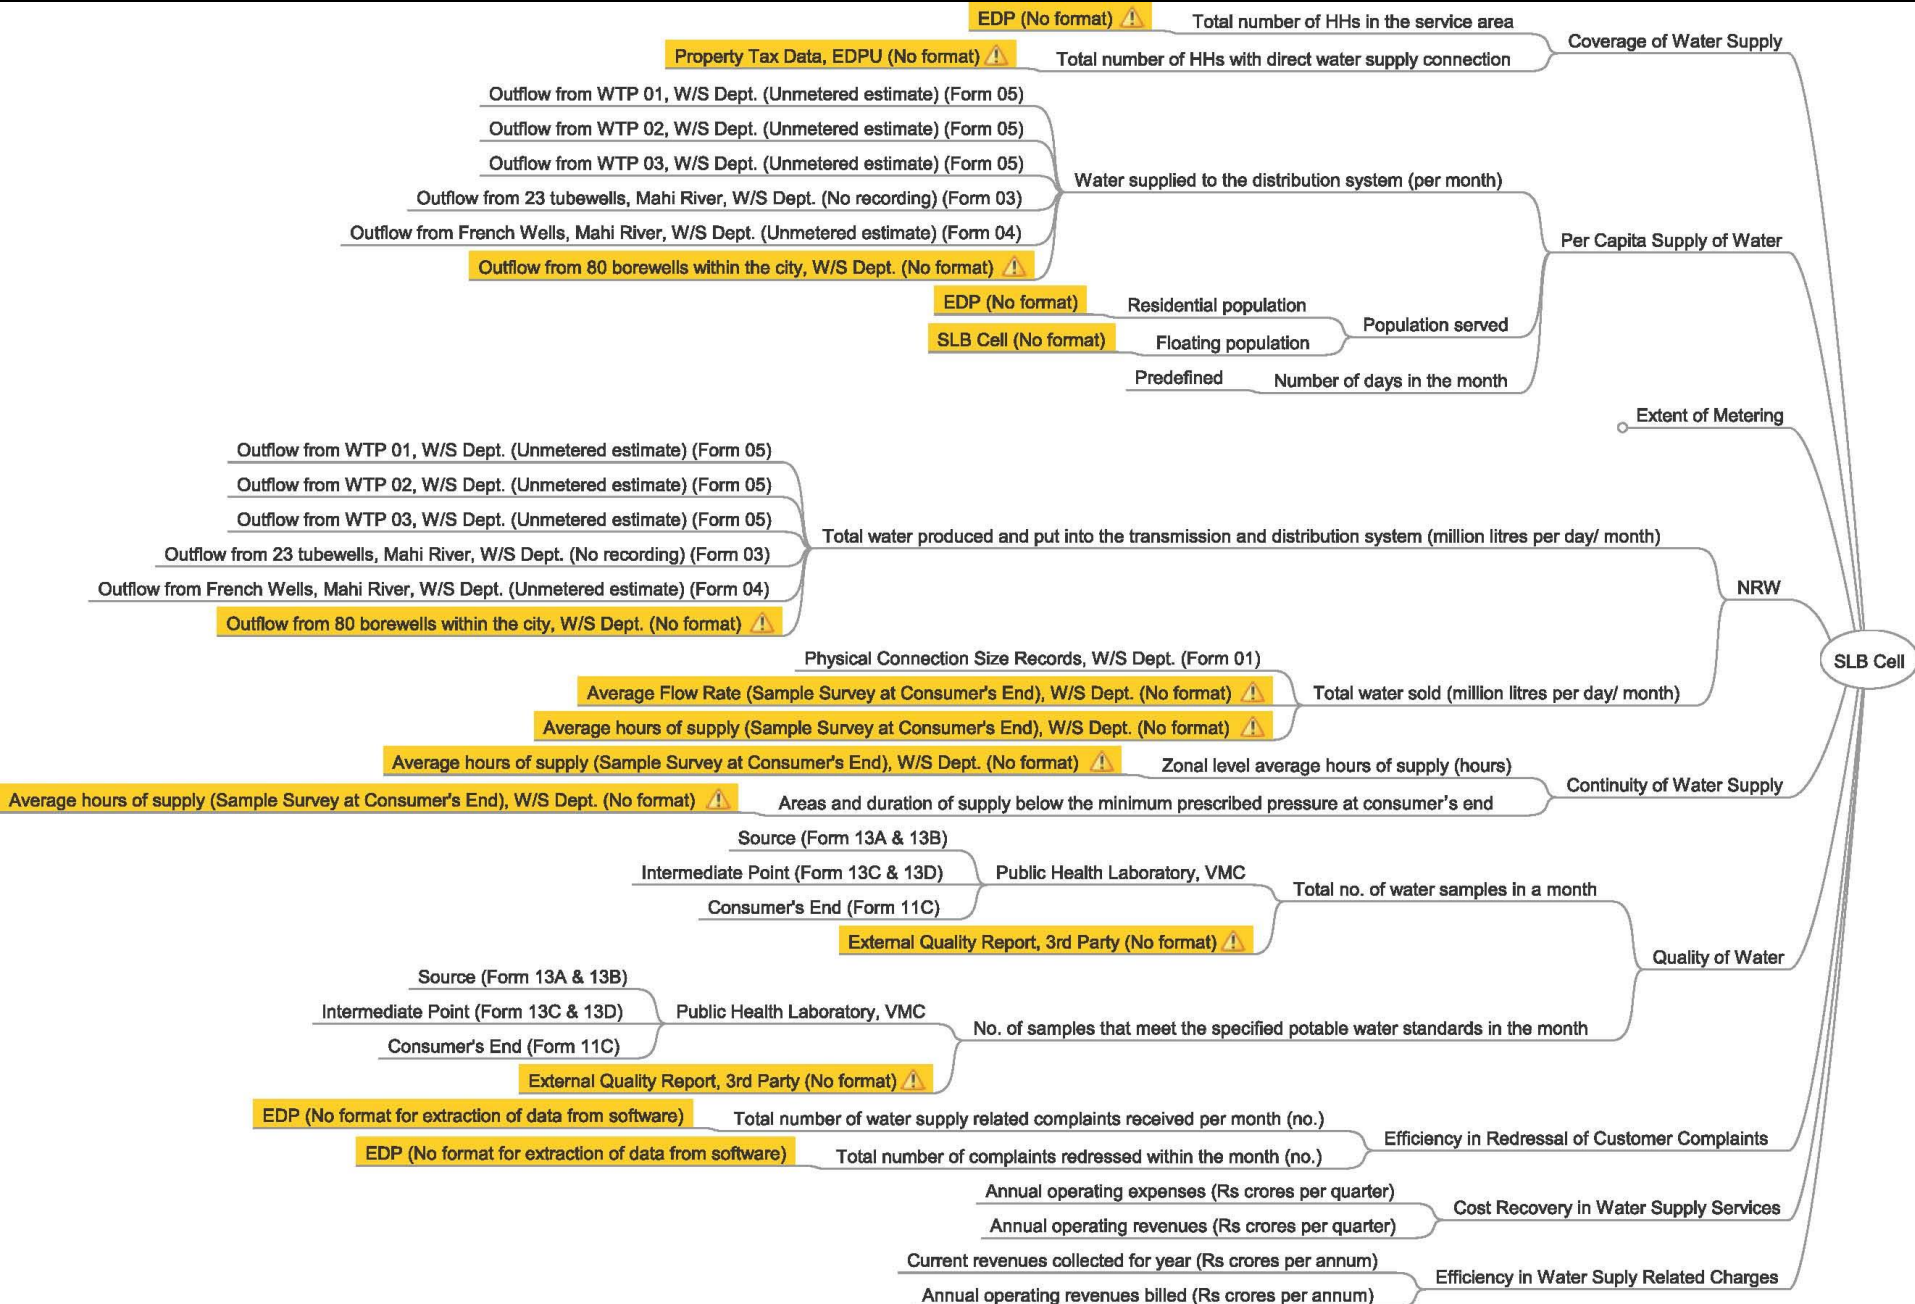 EDP (No format)
Total number of HHs in the service area
Coverage of Water Supply
Property Tax Data, EDPU (No format)
Total number of HHs with direct water supply connection
Outflow from WTP 01, W/S Dept. (Unmetered estimate) (Form 05)
Outflow from WTP 02, W/S Dept. (Unmetered estimate) (Form 05)
Outflow from WTP 03, W/S Dept. (Unmetered estimate) (Form 05)
Water supplied to the distribution system (per month)
Outflow from 23 tubewells, Mahi River, W/S Dept. (No recording) (Form 03)
Outflow from French Wells, Mahi River, W/S Dept. (Unmetered estimate) (Form 04)
Per Capita Supply of Water
Outflow from 80 borewells within the city, W/S Dept. (No format)
EDP (No format)
Residential population
Population served
SLB Cell (No format)
Floating population
Predefined
Number of days in the month
Extent of Metering
Outflow from WTP 01, W/S Dept. (Unmetered estimate) (Form 05)
Outflow from WTP 02, W/S Dept. (Unmetered estimate) (Form 05)
Outflow from WTP 03, W/S Dept. (Unmetered estimate) (Form 05)
Total water produced and put into the transmission and distribution system (million litres per day/ month)
Outflow from 23 tubewells, Mahi River, W/S Dept. (No recording) (Form 03)
Outflow from French Wells, Mahi River, W/S Dept. (Unmetered estimate) (Form 04)
NRW
Outflow from 80 borewells within the city, W/S Dept. (No format)
SLB Cell
Physical Connection Size Records, W/S Dept. (Form 01)
Average Flow Rate (Sample Survey at Consumer's End), W/S Dept. (No format)
Total water sold (million litres per day/ month)
Average hours of supply (Sample Survey at Consumer's End), W/S Dept. (No format)
Average hours of supply (Sample Survey at Consumer's End), W/S Dept. (No format)
Zonal level average hours of supply (hours)
Continuity of Water Supply
Average hours of supply (Sample Survey at Consumer's End), W/S Dept. (No format)
Areas and duration of supply below the minimum prescribed pressure at consumer's end
Source (Form 13A & 13B)
Intermediate Point (Form 13C & 13D)
Public Health Laboratory, VMC
Total no. of water samples in a month
Consumer's End (Form 11C)
External Quality Report, 3rd Party (No format)
Quality of Water
Source (Form 13A & 13B)
Intermediate Point (Form 13C & 13D)
Public Health Laboratory, VMC
No. of samples that meet the specified potable water standards in the month
Consumer's End (Form 11C)
External Quality Report, 3rd Party (No format)
EDP (No format for extraction of data from software)
Total number of water supply related complaints received per month (no.)
Efficiency in Redressal of Customer Complaints
EDP (No format for extraction of data from software)
Total number of complaints redressed within the month (no.)
Annual operating expenses (Rs crores per quarter)
Cost Recovery in Water Supply Services
Annual operating revenues (Rs crores per quarter)
Current revenues collected for year (Rs crores per annum)
Efficiency in Water Suply Related Charges
Annual operating revenues billed (Rs crores per annum)